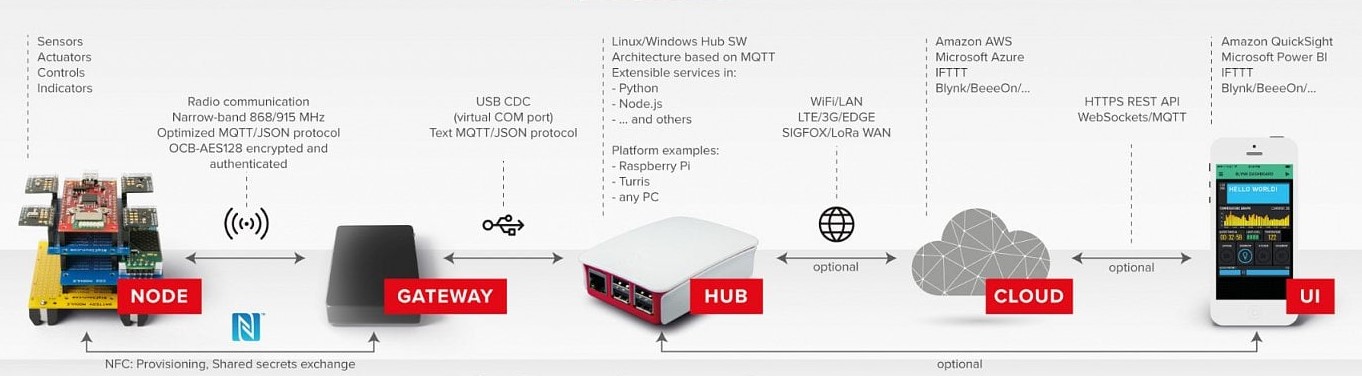 Sensors
Actuators
Controls
Indicators
Radio communication
Narrow-band 868/915 MHz
Optimized MQTT/JSON protocol
OCB-AES128 encrypted and
authenticated
USB CDC
(virtual COM port)
Text MQTT/JSON protocol
Linux/Windows Hub SW
Architecture based on MQTT
Extensible services in:
- Python
- Node.js
- ... and others
Platform examples:
- Raspberry Pi
- Turris
- any PC
WiFi/LAN
LTE/3G/EDGE
SIGFOX/LoRa WAN
Amazon AWS
Microsoft Azure
IFTTT
Blynk/BeeeOn/...
HTTPS REST API
WebSockets/MQTT
Amazon QuickSight
Microsoft Power BI
IFTTT
Blynk/BeeeOn/...
HELLO WORLD!
optional
optional
NODE
GATEWAY
HUB
CLOUD
UI
NFC: Provisioning, Shared secrets exchange
optional